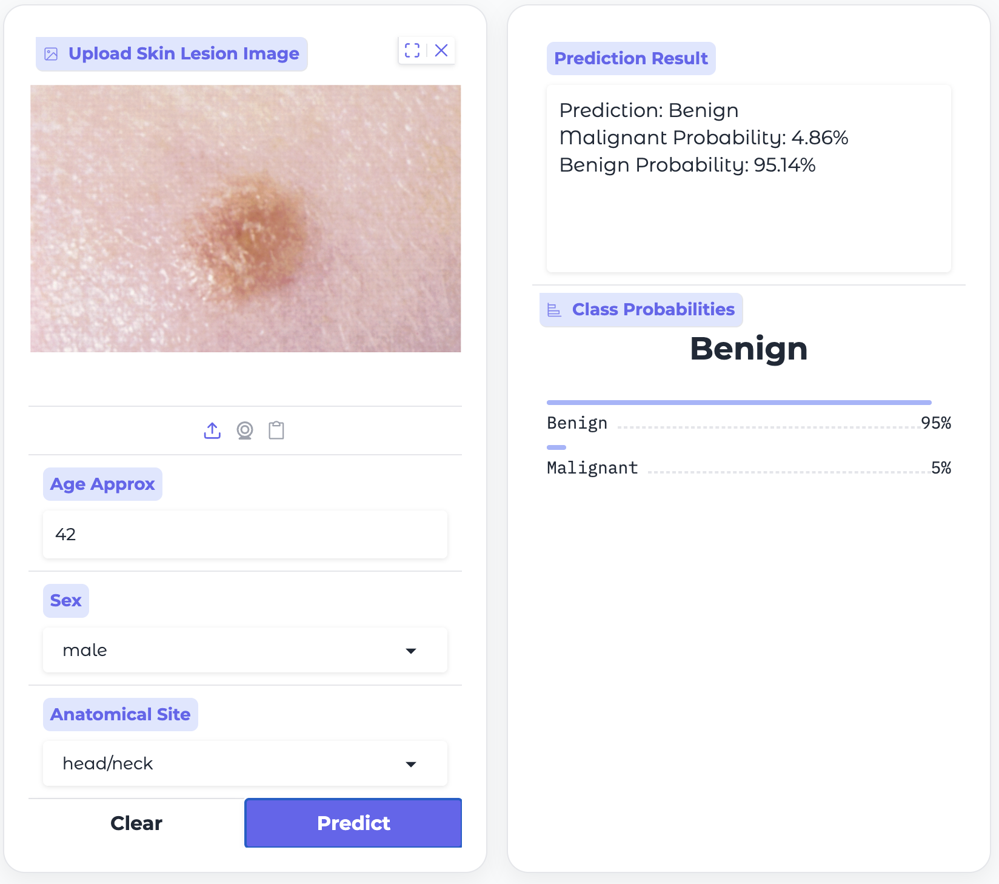 Upload Skin Lesion Image
Age Approx
42
Sex
male
Anatomical Site
head/neck
Clear
Predict
Prediction Result
Prediction: Benign
Malignant Probability: 4.86%
Benign Probability: 95.14%
Class Probabilities
Benign
Benign 95%
Malignant 5%